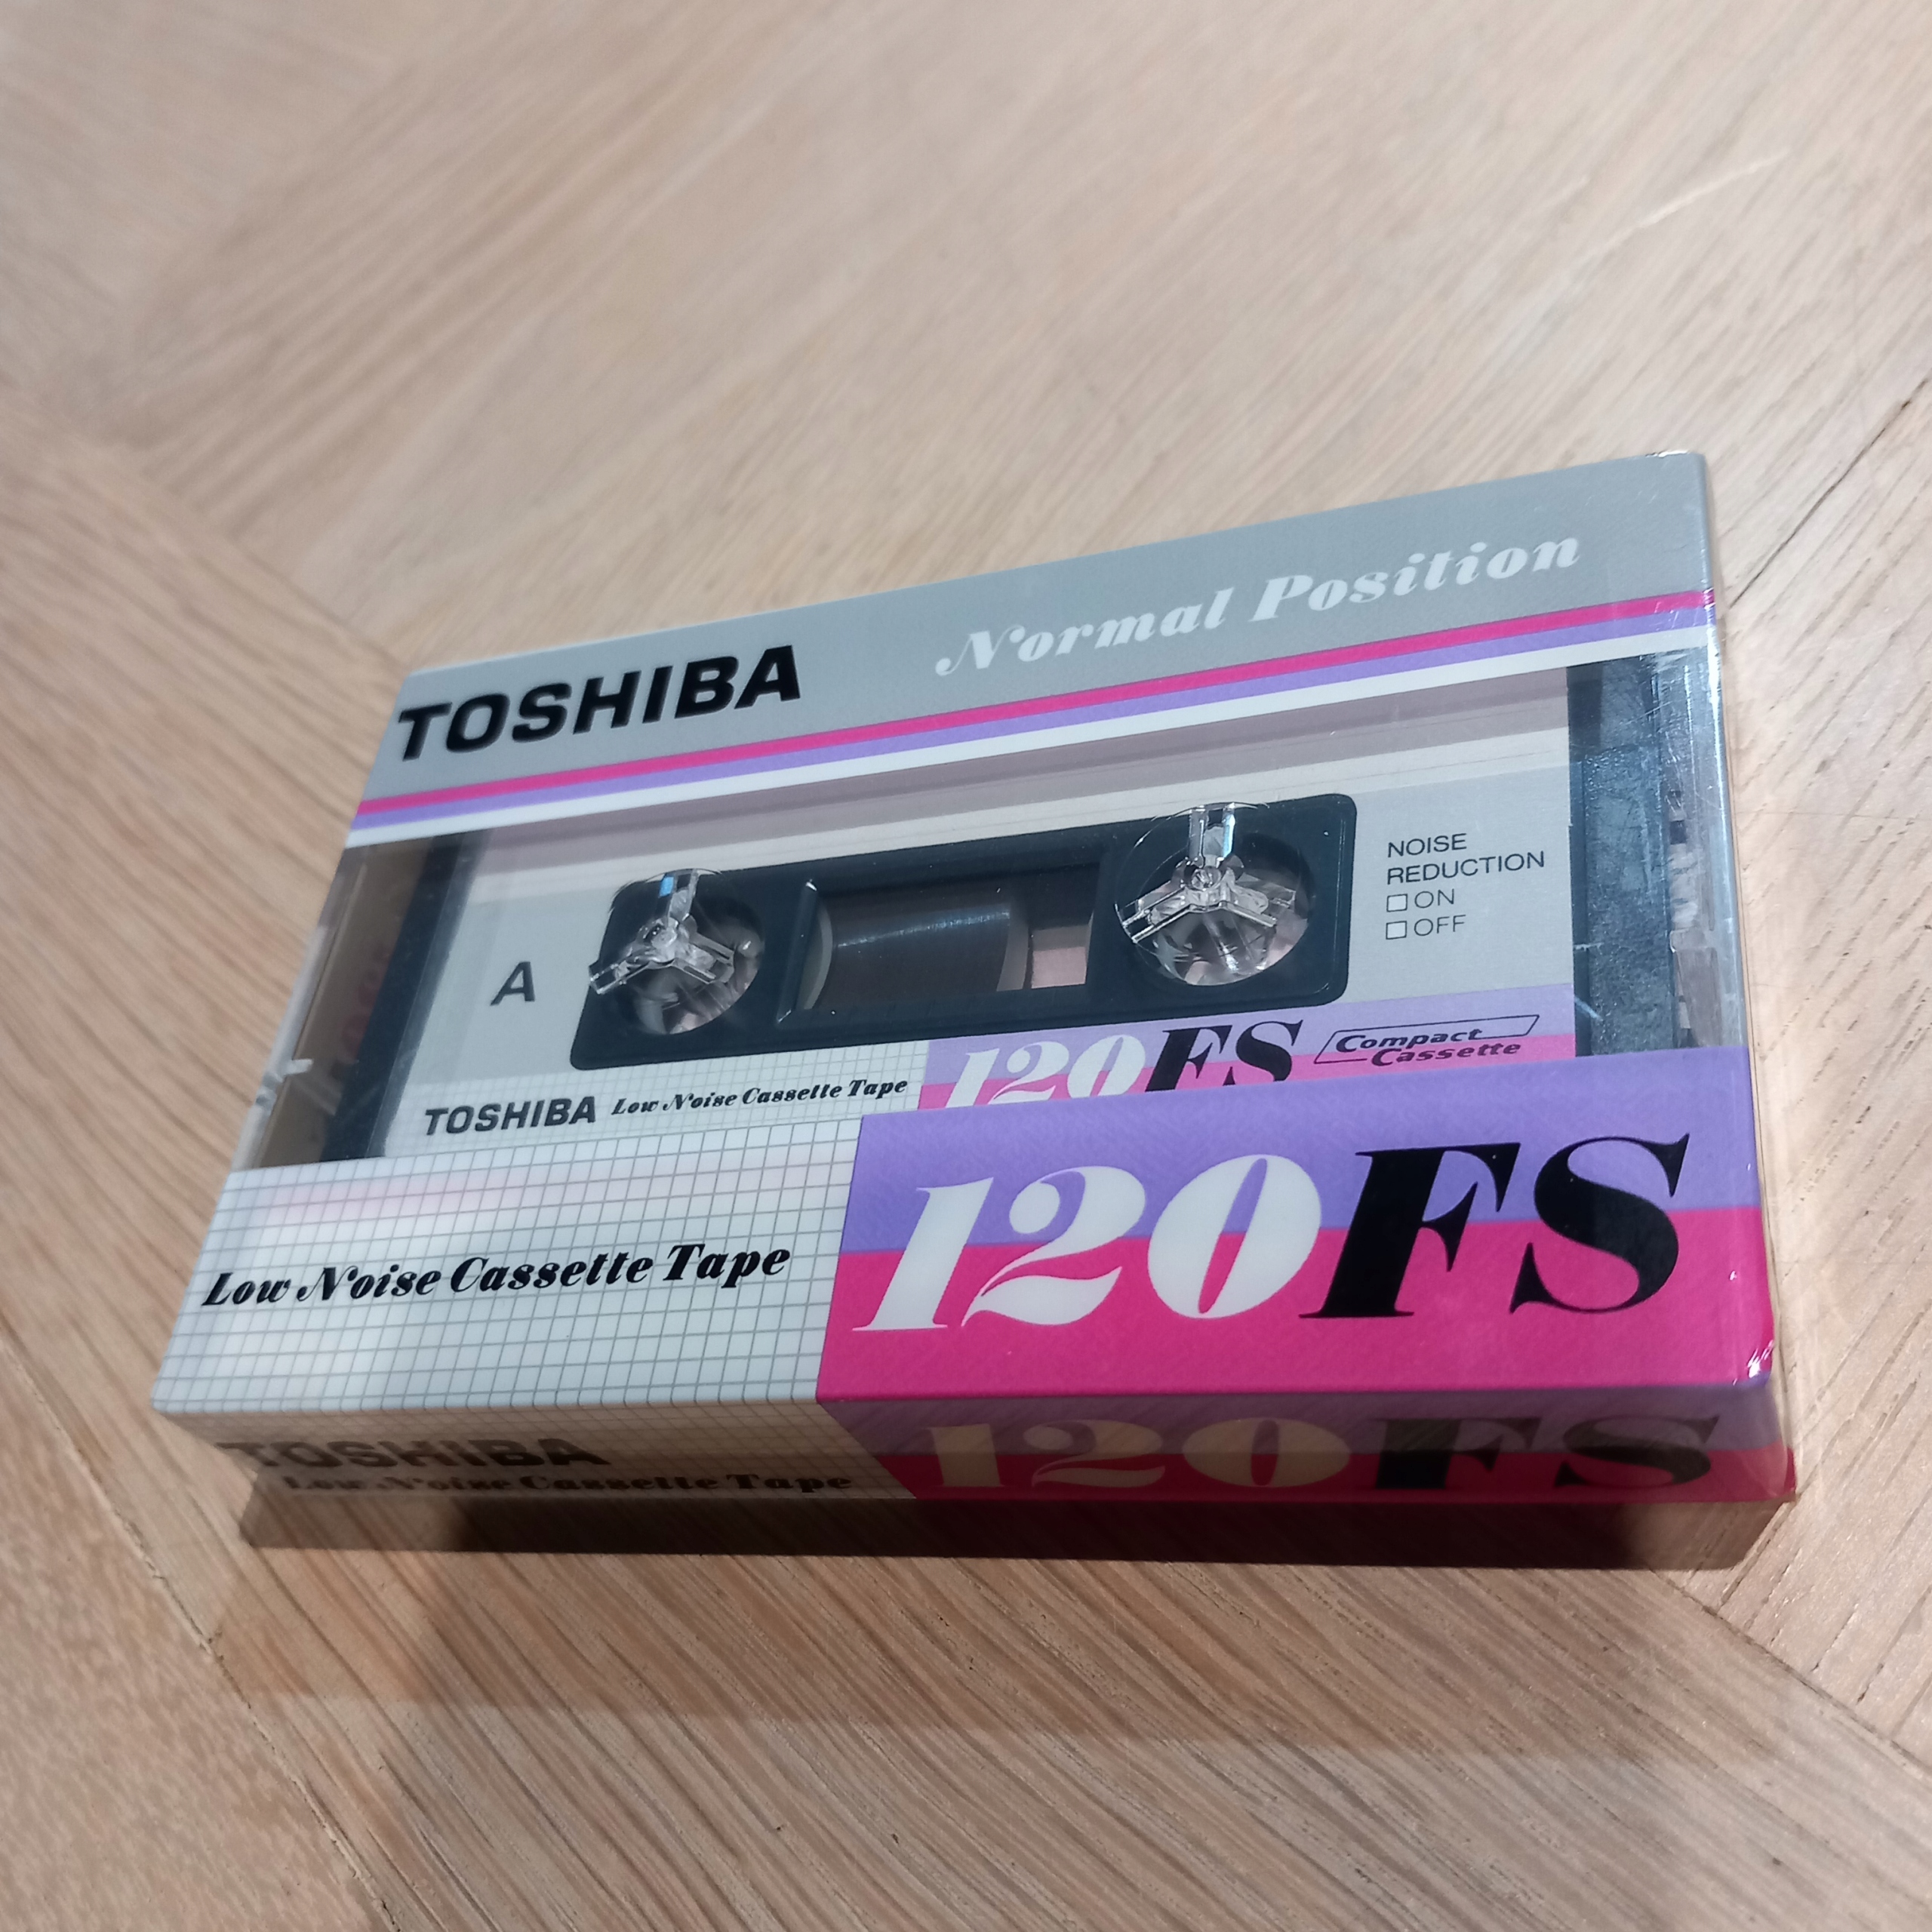 TOSHIBA Normal Position
NOISE
REDUCTION
ON
OFF
A
120FS Compact
Cassette
TOSHIBA Low Noise Cassette Tape
120FS
Low Noise Cassette Tape
TOSHIBA
Low Noise Cassette Tape
120FS